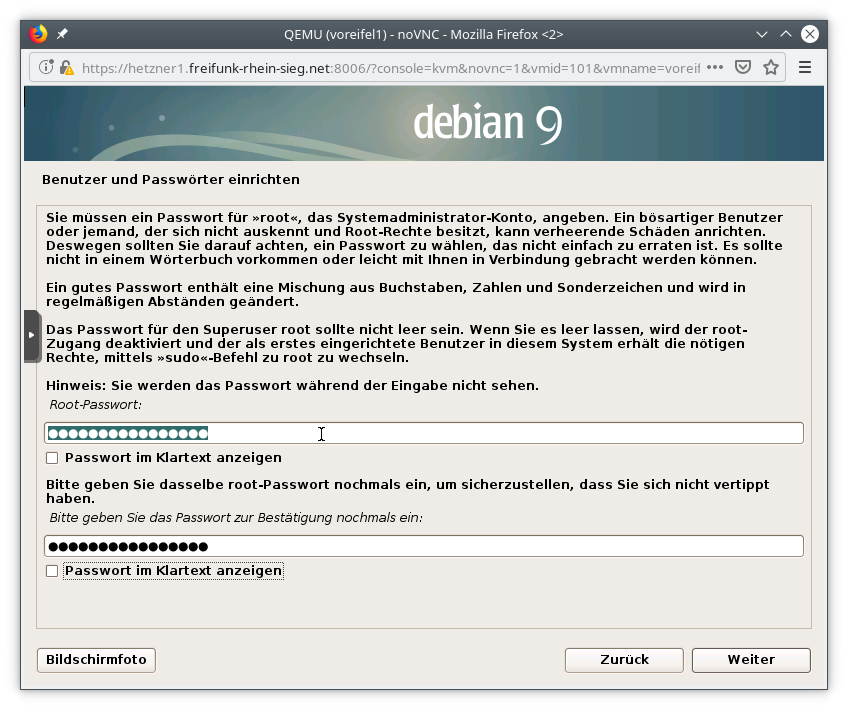 QEMU (voreifel1) - noVNC - Mozilla Firefox <2>
https://hetzner1.freifunk-rhein-sieg.net:8006/?console=kvm&novnc=1&vmid=101&vmname=voreif
debian 9
Benutzer und Passwörter einrichten
Sie müssen ein Passwort für »root«, das Systemadministrator-Konto, angeben. Ein bösartiger Benutzer
oder jemand, der sich nicht auskennt und Root-Rechte besitzt, kann verheerende Schäden anrichten.
Deswegen sollten Sie darauf achten, ein Passwort zu wählen, das nicht einfach zu erraten ist. Es sollte
nicht in einem Wörterbuch vorkommen oder leicht mit Ihnen in Verbindung gebracht werden können.
Ein gutes Passwort enthält eine Mischung aus Buchstaben, Zahlen und Sonderzeichen und wird in
regelmäßigen Abständen geändert.
Das Passwort für den Superuser root sollte nicht leer sein. Wenn Sie es leer lassen, wird der root-
Zugang deaktiviert und der als erstes eingerichtete Benutzer in diesem System erhält die nötigen
Rechte, mittels »sudo«-Befehl zu root zu wechseln.
Hinweis: Sie werden das Passwort während der Eingabe nicht sehen.
Root-Passwort:
Passwort im Klartext anzeigen
Bitte geben Sie dasselbe root-Passwort nochmals ein, um sicherzustellen, dass Sie sich nicht vertippt
haben.
Bitte geben Sie das Passwort zur Bestätigung nochmals ein:
Passwort im Klartext anzeigen
Bildschirmfoto
Zurück
Weiter